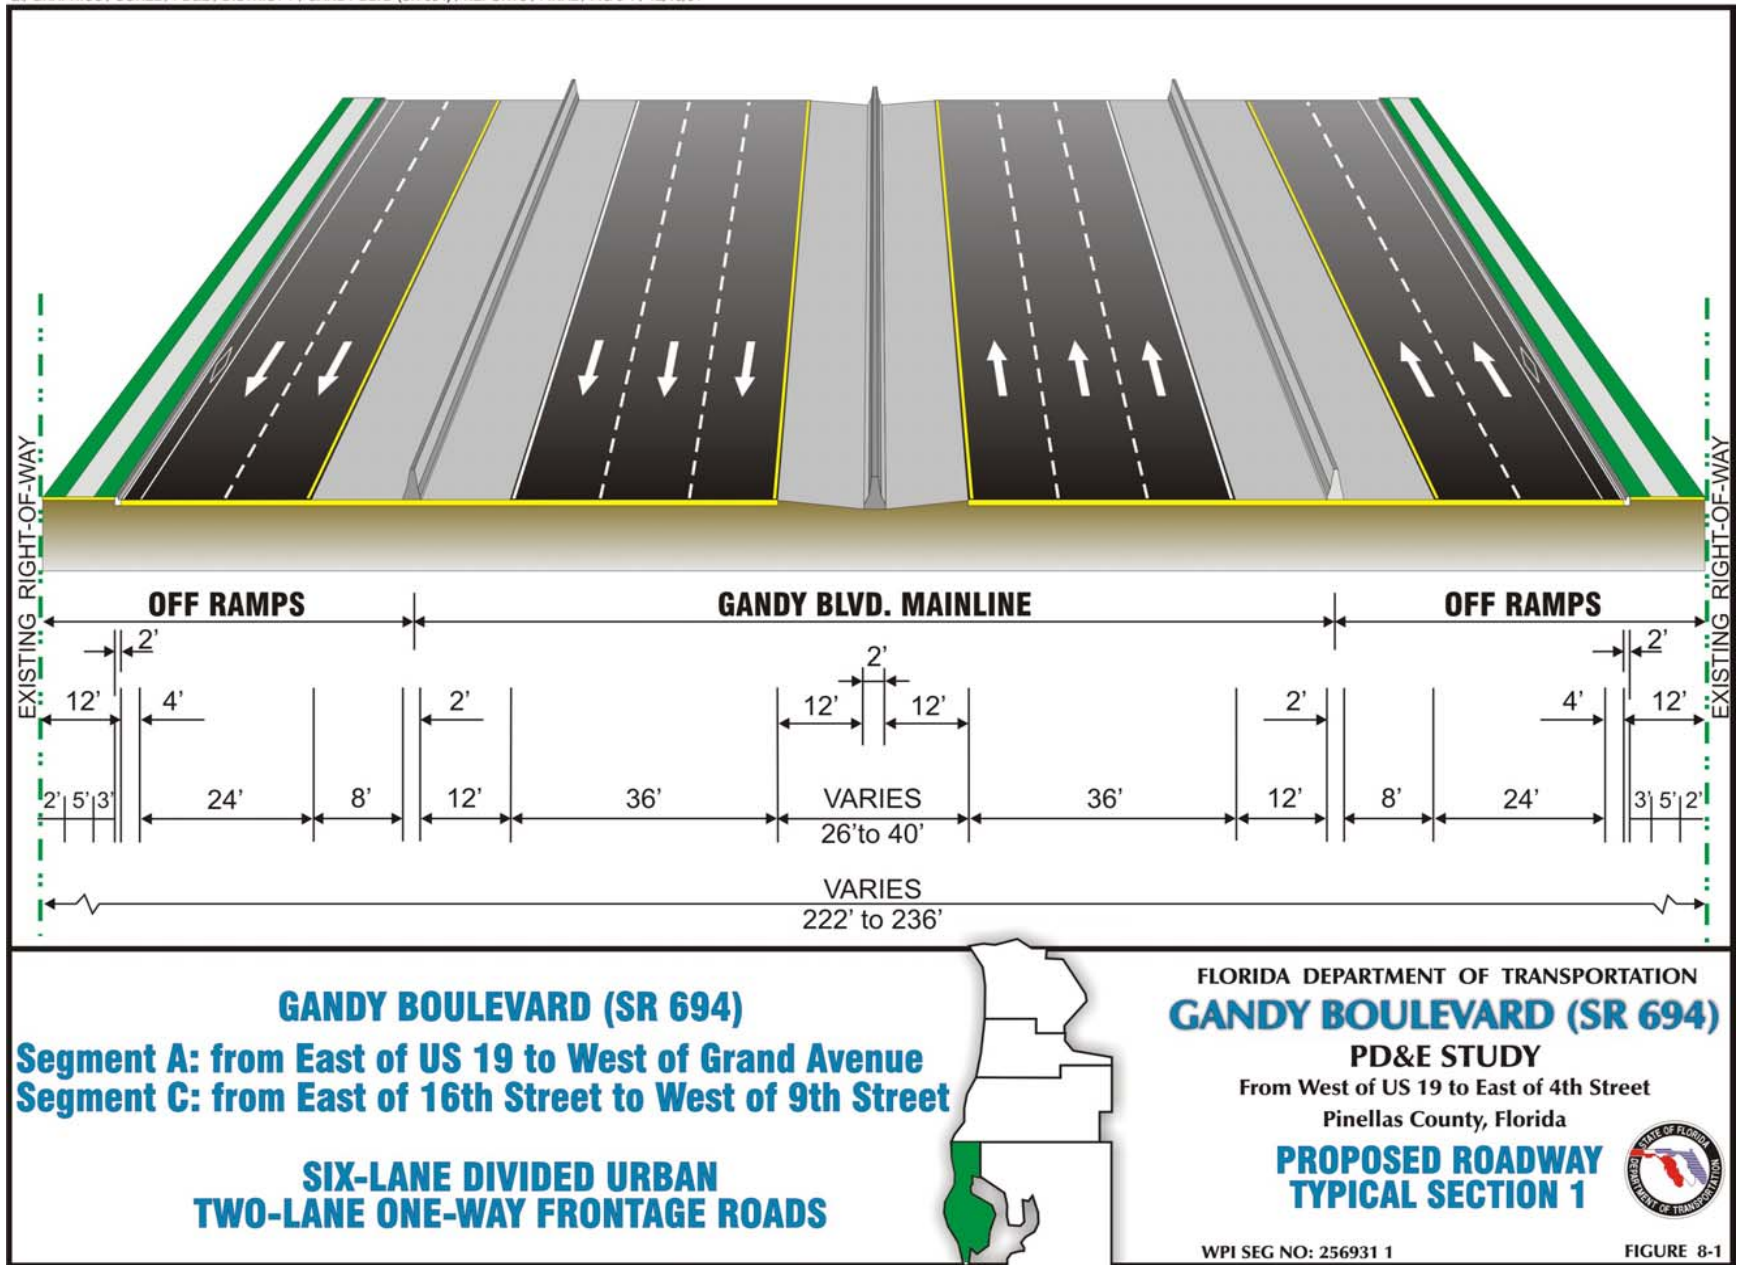 EXISTING RIGHT-OF-WAY
EXISTING RIGHT-OF-WAY
OFF RAMPS
GANDY BLVD. MAINLINE
OFF RAMPS
2’
2’
2’
12’
4’
2’
12’
12’
2’
4’
12’
2’
5’
3’
24’
8’
12’
36’
VARIES
26’to 40’
36’
12’
8’
24’
3’
5’
2’
VARIES
222’ to 236’
GANDY BOULEVARD (SR 694)
Segment A: from East of US 19 to West of Grand Avenue
Segment C: from East of 16th Street to West of 9th Street
SIX-LANE DIVIDED URBAN
TWO-LANE ONE-WAY FRONTAGE ROADS
FLORIDA DEPARTMENT OF TRANSPORTATION
GANDY BOULEVARD (SR 694)
PD&E STUDY
From West of US 19 to East of 4th Street
Pinellas County, Florida
PROPOSED ROADWAY
TYPICAL SECTION 1
STATE OF FLORIDA
DEPARTMENT OF TRANSPORTATION
WPI SEG NO: 256931 1
FIGURE 8-1